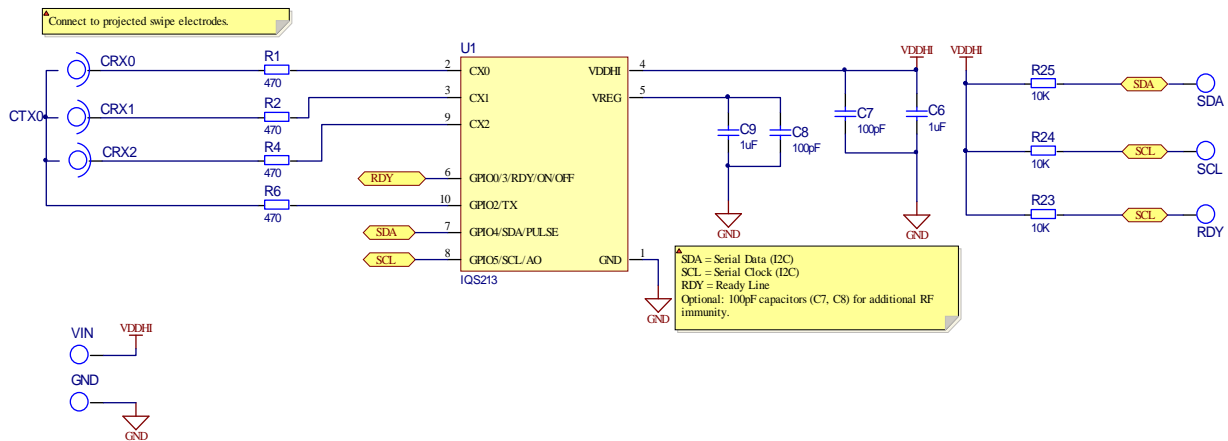 Connect to projected swipe electrodes.
CTX0
CRX0
CRX1
CRX2
R1
470
R2
470
R4
470
R6
470
U1
2 CX0
3 CX1
9 CX2
RDY 6 GPIO0/3/RDY/ON/OFF
10 GPIO2/TX
SDA 7 GPIO4/SDA/PULSE
SCL 8 GPIO5/SCL/AO
VDDHI 4
VREG 5
GND 1
IQS213
GND
C9
1uF
C8
100pF
GND
C7
100pF
C6
1uF
VDDHI
GND
VDDHI
R25
10K
SDA
SDA
R24
10K
SCL
SCL
R23
10K
SCL
RDY
SDA = Serial Data (I2C)
SCL = Serial Clock (I2C)
RDY = Ready Line
Optional: 100pF capacitors (C7, C8) for additional RF
immunity.
VIN
VDDHI
GND
GND